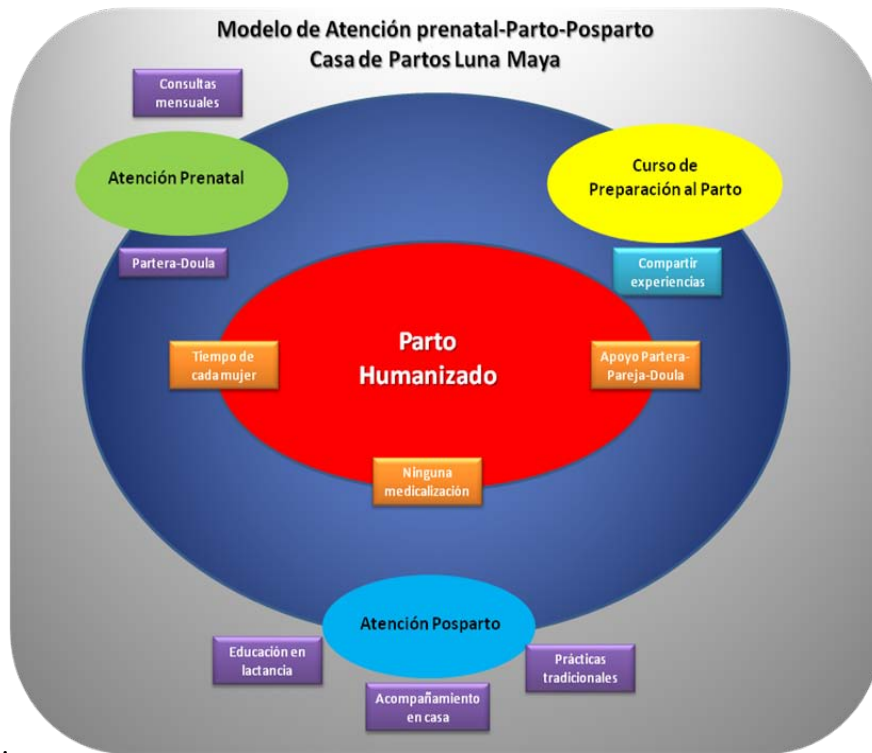 Modelo de Atención prenatal-Parto-Posparto
Casa de Partos Luna Maya
Consultas
mensuales
Atención Prenatal
Partera-Doula
Curso de
Preparación al Parto
Compartir
experiencias
Parto
Humanizado
Tiempo de
cada mujer
Apoyo Partera-
Pareja-Doula
Ninguna
medicalización
Atención Posparto
Educación en
lactancia
Acompañamiento
en casa
Prácticas
tradicionales